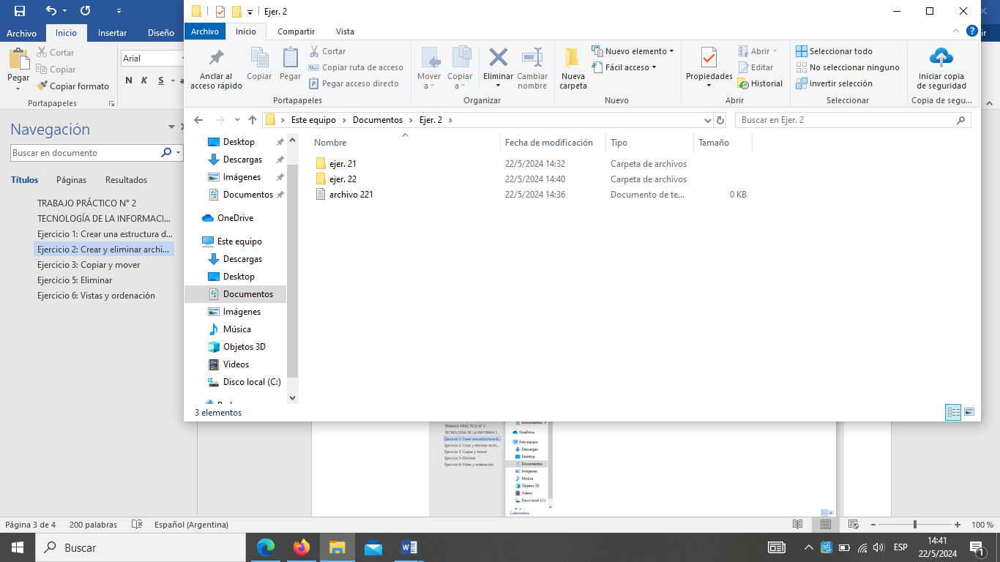 Ejer. 2
Archivo Inicio Insertar Diseño
Archivo Inicio Compartir Vista
Pegar
Cortar
Copiar
Copiar formato
Portapapeles
Arial
N K S
Anclar al acceso rápido
Copiar
Pegar
Cortar
Copiar ruta de acceso
Pegar acceso directo
Portapapeles
Mover a
Copiar a
Eliminar
Cambiar nombre
Organizar
Nueva carpeta
Nuevo elemento
Fácil acceso
Nuevo
Propiedades
Abrir
Editar
Historial
Abrir
Seleccionar todo
No seleccionar ninguno
Invertir selección
Seleccionar
Iniciar copia de seguridad
Copia de segu...
Este equipo > Documentos > Ejer. 2 >
Buscar en Ejer. 2
Navegación
Buscar en documento
Títulos Páginas Resultados
TRABAJO PRÁCTICO N° 2
TECNOLOGÍA DE LA INFORMACI...
Ejercicio 1: Crear una estructura d...
Ejercicio 2: Crear y eliminar archi...
Ejercicio 3: Copiar y mover
Ejercicio 5: Eliminar
Ejercicio 6: Vistas y ordenación
Desktop
Descargas
Imágenes
Documentos
OneDrive
Este equipo
Descargas
Desktop
Documentos
Imágenes
Música
Objetos 3D
Videos
Disco local (C:)
Nombre Fecha de modificación Tipo Tamaño
ejer. 21 22/5/2024 14:32 Carpeta de archivos
ejer. 22 22/5/2024 14:40 Carpeta de archivos
archivo 221 22/5/2024 14:36 Documento de te... 0 KB
3 elementos
TRABAJO PRÁCTICO N° 2
TECNOLOGÍA DE LA INFORMACI...
Ejercicio 1: Crear una estructura d...
Ejercicio 2: Crear y eliminar archi...
Ejercicio 3: Copiar y mover
Ejercicio 5: Eliminar
Ejercicio 6: Vistas y ordenación
Documentos
OneDrive
Este equipo
Descargas
Desktop
Documentos
Imágenes
Música
Objetos 3D
Videos
Disco local (C:)
2 elementos
Página 3 de 4 200 palabras Español (Argentina) 100 %
Buscar
ESP
14:41
22/5/2024
1